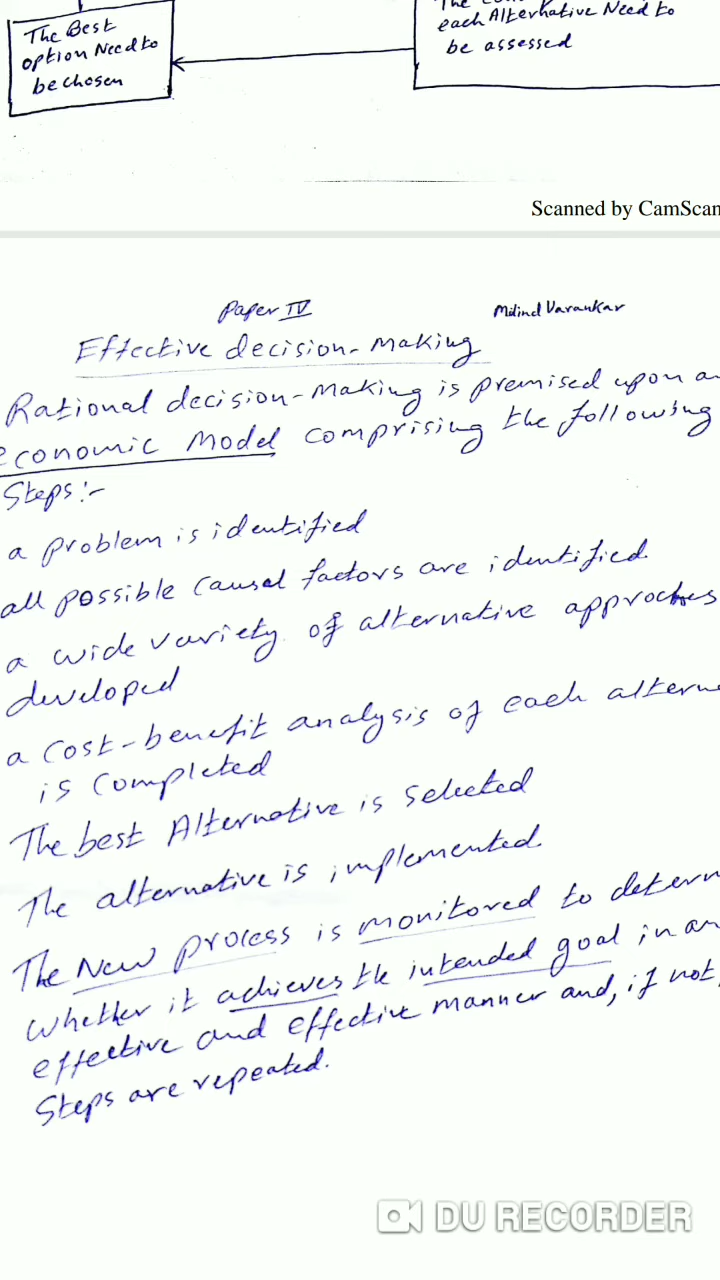 The Best
option Need to
be chosen
each Alternative Need to
be assessed
Scanned by CamScan
Paper IV
Milind Varankar
Effective decision-making
Rational decision-making is premised upon an
economic Model comprising the following
Steps:-
a problem is identified
all possible causal factors are identified
a wide variety of alternative approches
developed
a cost-benefit analysis of each altern
is completed
The best Alternative is selected
The alternative is implemented
The New process is monitored to determ
whether it achieves the intended goal in an
effective and effective manner and, if not,
Steps are repeated.
DU RECORDER